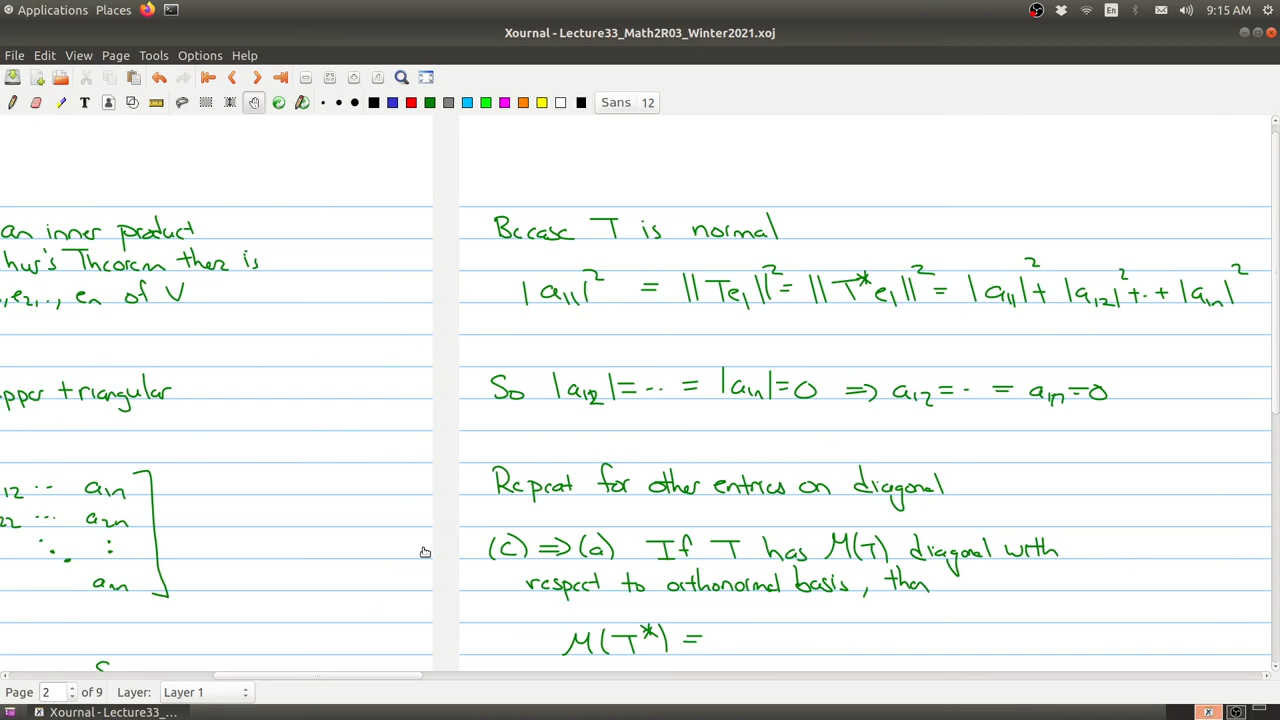 Applications Places En 9:15 AM
Xournal - Lecture33_Math2R03_Winter2021.xoj
File Edit View Page Tools Options Help
T Sans 12
an inner product
hur's Theorem ther is
,e2,.., en of V
pper triangular
12 ... a1n
22 ... a2n
⋱ ⋮
ann
Becase T is normal
|a11|² = ||Te1||² = ||T*e1||² = |a11|² + |a12|² + .. + |a1n|²
So |a12| = ... = |a1n| = 0 ⟹ a12 = .. = a1n = 0
Repeat for other entries on diagonal
(c) ⟹ (a) If T has M(T) diagonal with
respect to orthonormal basis, then
M(T*) =
Page 2 of 9 Layer: Layer 1
Xournal - Lecture33_...